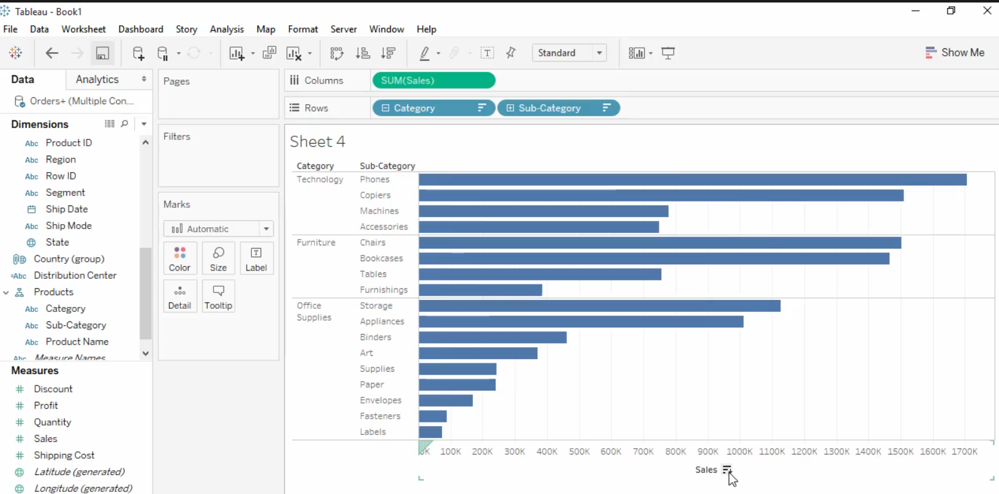 Tableau - Book1
File Data Worksheet Dashboard Story Analysis Map Format Server Window Help
Standard
Show Me
Data Analytics
Orders+ (Multiple Con...
Dimensions
Abc Product ID
Abc Region
Abc Row ID
Abc Segment
Ship Date
Abc Ship Mode
State
Country (group)
=Abc Distribution Center
Products
Abc Category
Abc Sub-Category
Abc Product Name
Abc Measure Names
Measures
# Discount
# Profit
# Quantity
# Sales
# Shipping Cost
Latitude (generated)
Longitude (generated)
Pages
Filters
Marks
Automatic
Color Size Label
Detail Tooltip
Columns SUM(Sales)
Rows Category Sub-Category
Sheet 4
Category Sub-Category
Technology Phones
Copiers
Machines
Accessories
Furniture Chairs
Bookcases
Tables
Furnishings
Office Supplies Storage
Appliances
Binders
Art
Supplies
Paper
Envelopes
Fasteners
Labels
0K 100K 200K 300K 400K 500K 600K 700K 800K 900K 1000K 1100K 1200K 1300K 1400K 1500K 1600K 1700K
Sales